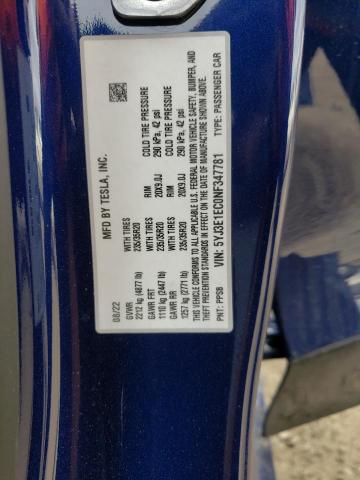 MFD BY TESLA, INC.
08/22
GVWR
2212 kg (4877 lb)
GAWR FRT WITH TIRES RIM COLD TIRE PRESSURE
1110 kg (2447 lb) 235/35R20 20X9.0J 290 kPa, 42 psi
GAWR RR WITH TIRES RIM COLD TIRE PRESSURE
1257 kg (2771 lb) 235/35R20 20X9.0J 290 kPa, 42 psi
THIS VEHICLE CONFORMS TO ALL APPLICABLE U.S. FEDERAL MOTOR VEHICLE SAFETY, BUMPER, AND
THEFT PREVENTION STANDARDS IN EFFECT ON THE DATE OF MANUFACTURE SHOWN ABOVE.
VIN: 5YJ3E1EC0NF347781
PNT: PPSB TYPE: PASSENGER CAR